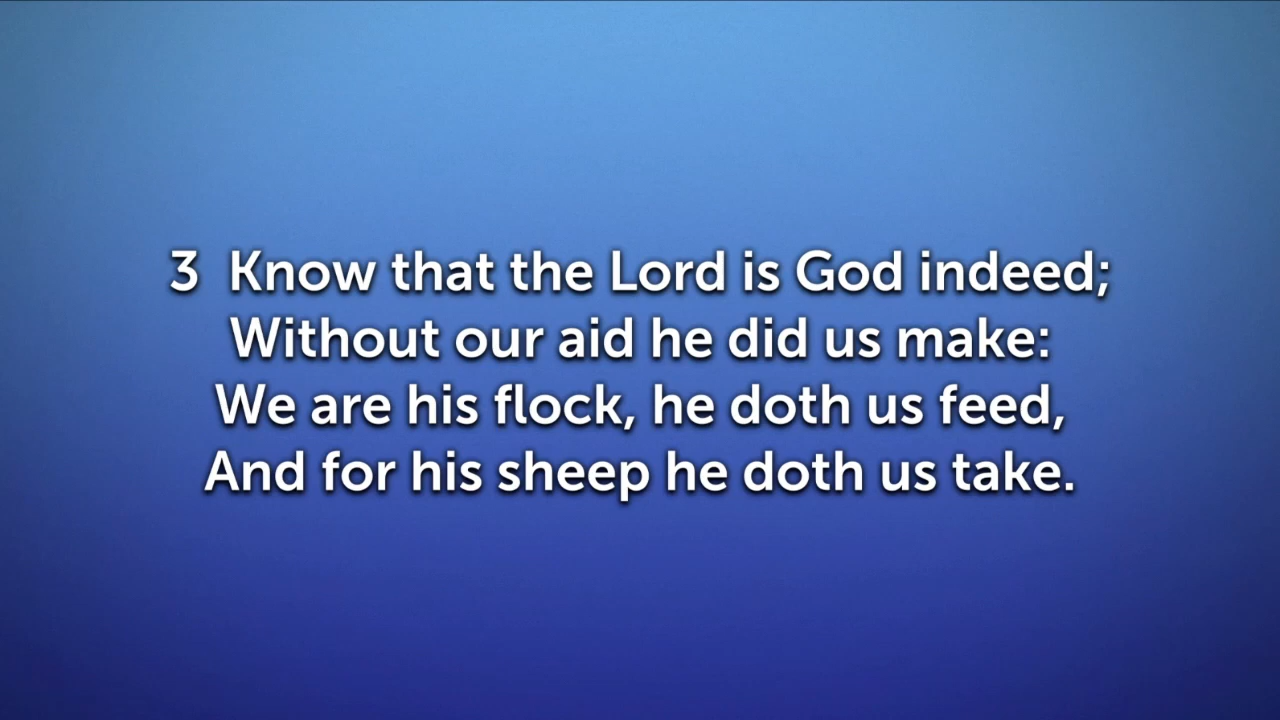 3 Know that the Lord is God indeed;
Without our aid he did us make:
We are his flock, he doth us feed,
And for his sheep he doth us take.